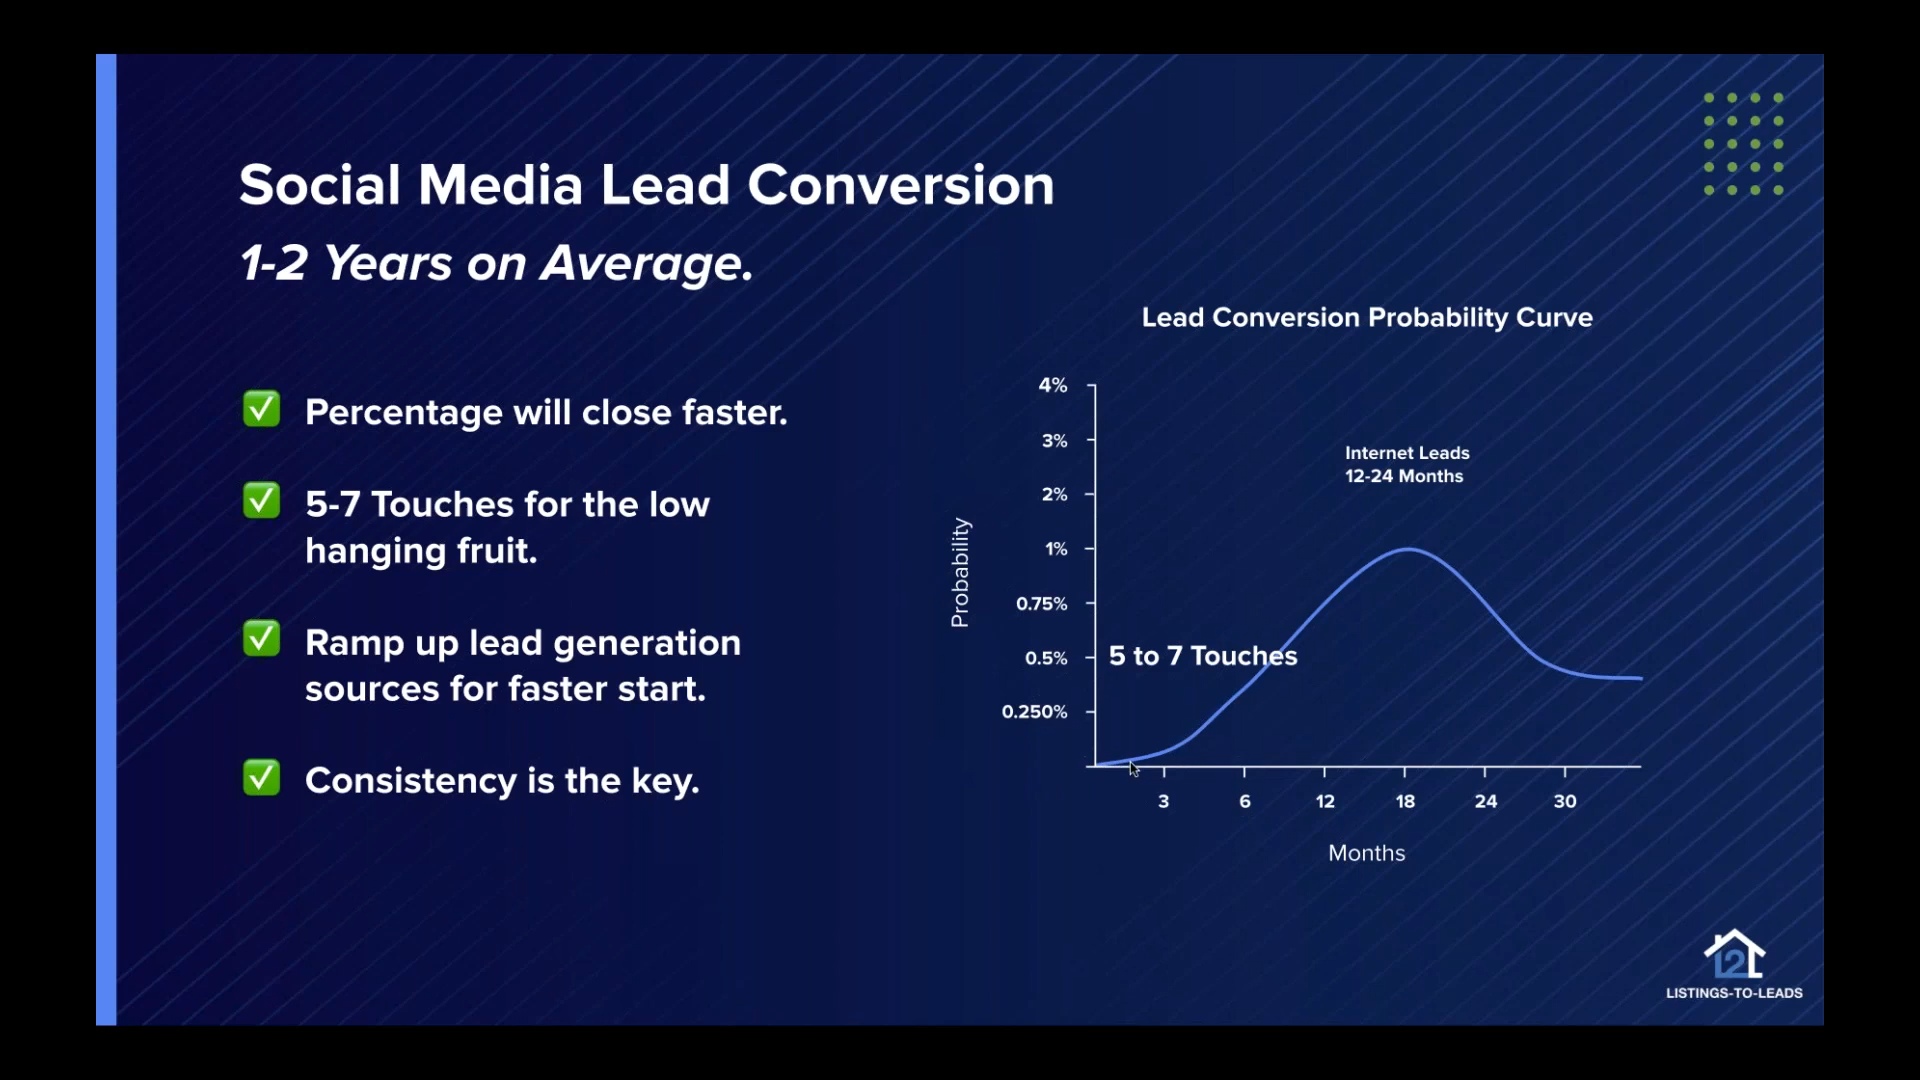 Social Media Lead Conversion
1-2 Years on Average.
Percentage will close faster.
5-7 Touches for the low
hanging fruit.
Ramp up lead generation
sources for faster start.
Consistency is the key.
Lead Conversion Probability Curve
4%
3%
2%
1%
0.75%
0.5%
0.250%
Probability
Internet Leads
12-24 Months
5 to 7 Touches
3 6 12 18 24 30
Months
L2L
LISTINGS-TO-LEADS